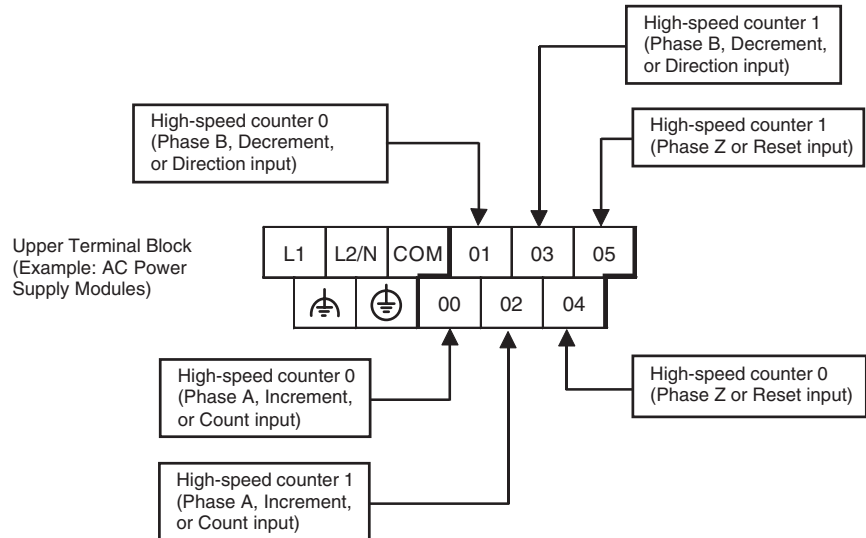 High-speed counter 1
(Phase B, Decrement,
or Direction input)
High-speed counter 0
(Phase B, Decrement,
or Direction input)
High-speed counter 1
(Phase Z or Reset input)
Upper Terminal Block
(Example: AC Power
Supply Modules)
L1 L2/N COM 01 03 05
00 02 04
High-speed counter 0
(Phase A, Increment,
or Count input)
High-speed counter 0
(Phase Z or Reset input)
High-speed counter 1
(Phase A, Increment,
or Count input)